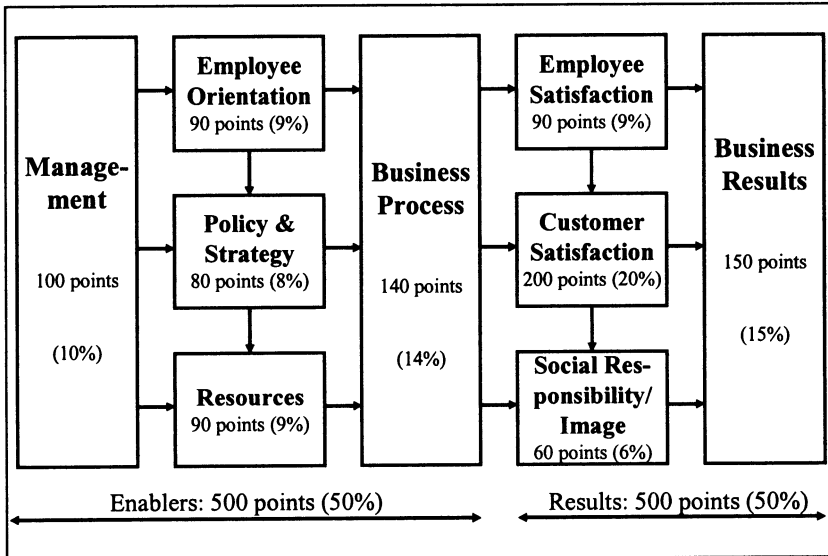 Manage-
ment
100 points
(10%)
Employee
Orientation
90 points (9%)
Policy &
Strategy
80 points (8%)
Resources
90 points (9%)
Business
Process
140 points
(14%)
Employee
Satisfaction
90 points (9%)
Customer
Satisfaction
200 points (20%)
Social Res-
ponsibility/
Image
60 points (6%)
Business
Results
150 points
(15%)
Enablers: 500 points (50%)
Results: 500 points (50%)